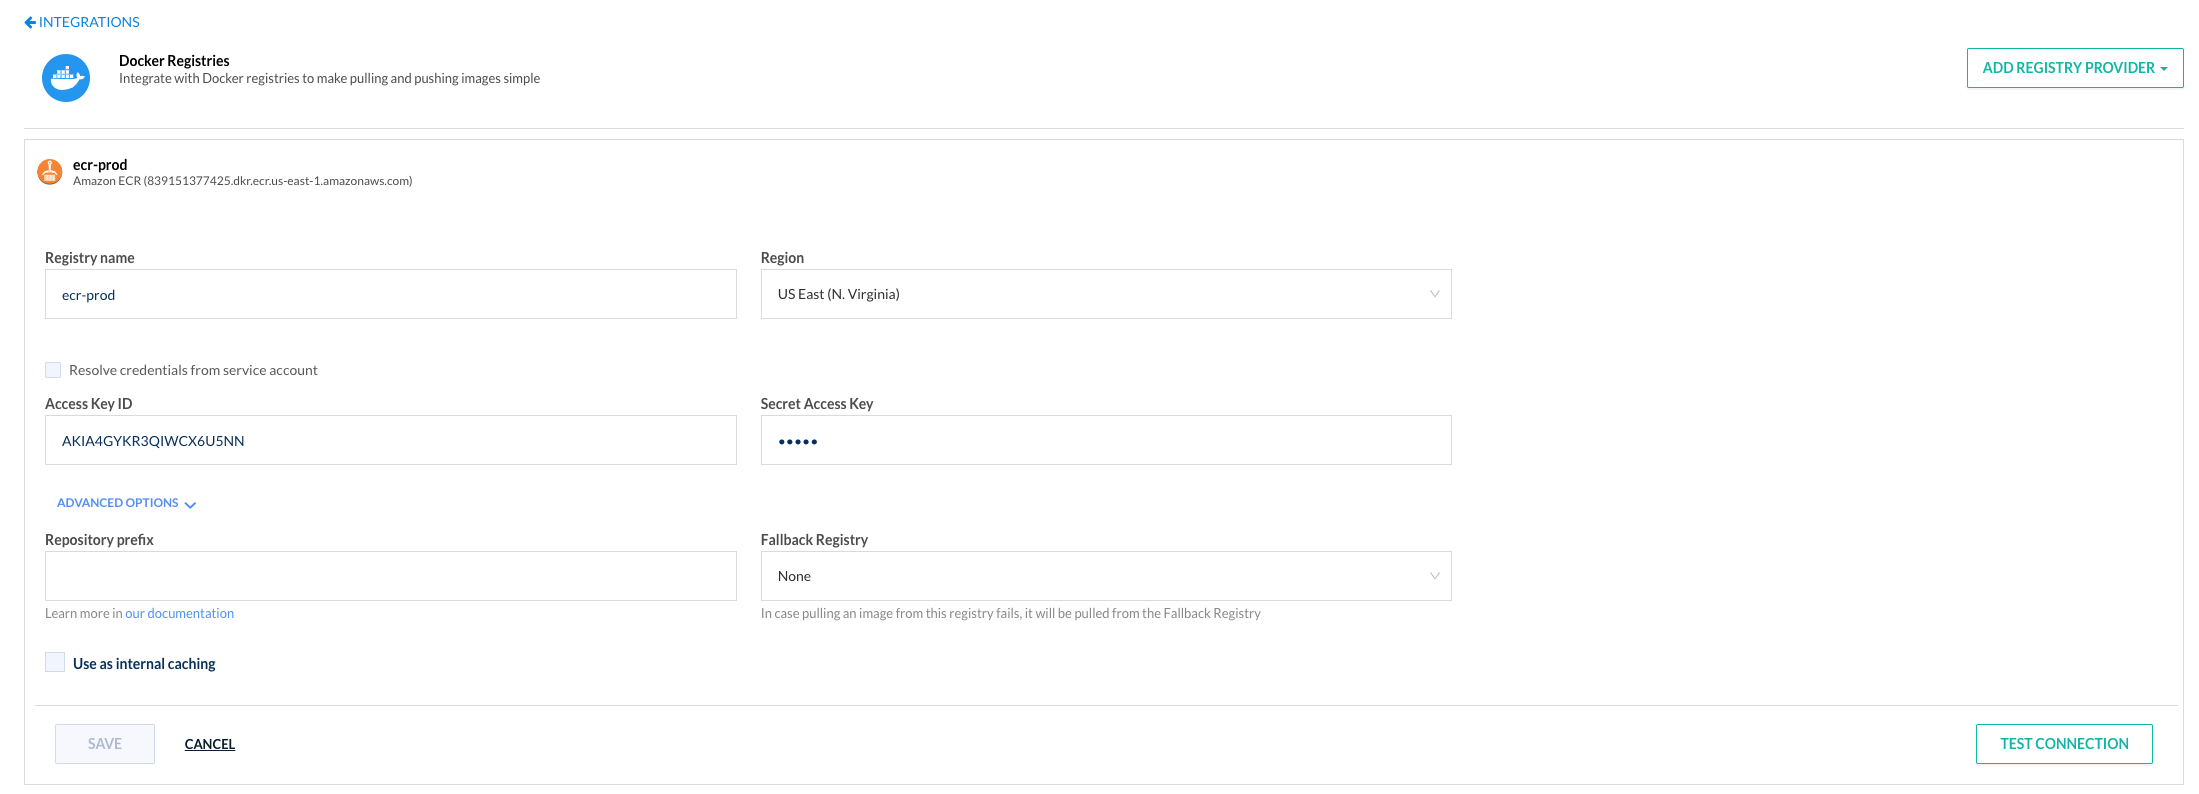 INTEGRATIONS
Docker Registries
Integrate with Docker registries to make pulling and pushing images simple
ADD REGISTRY PROVIDER
ecr-prod
Amazon ECR (839151377425.dkr.ecr.us-east-1.amazonaws.com)
Registry name
Region
ecr-prod
US East (N. Virginia)
Resolve credentials from service account
Access Key ID
Secret Access Key
AKIA4GYKR3QIWCX6U5NN
•••••
ADVANCED OPTIONS
Repository prefix
Fallback Registry
None
Learn more in our documentation
In case pulling an image from this registry fails, it will be pulled from the Fallback Registry
Use as internal caching
SAVE
CANCEL
TEST CONNECTION